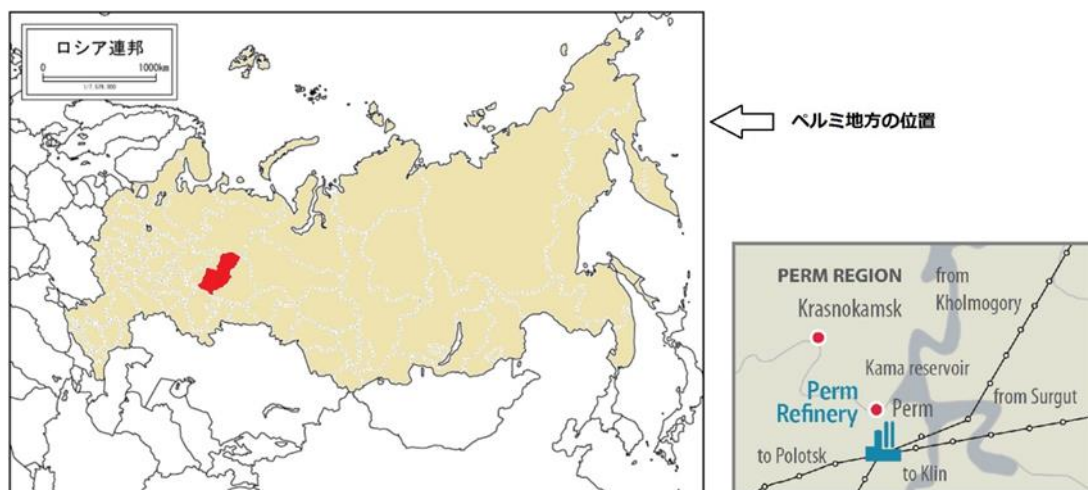 ロシア連邦
0 1000km
ペルミ地方の位置
PERM REGION
from
Kholmogory
Krasnokamsk
Kama reservoir
Perm
Refinery
Perm
from Surgut
to Polotsk
to Klin